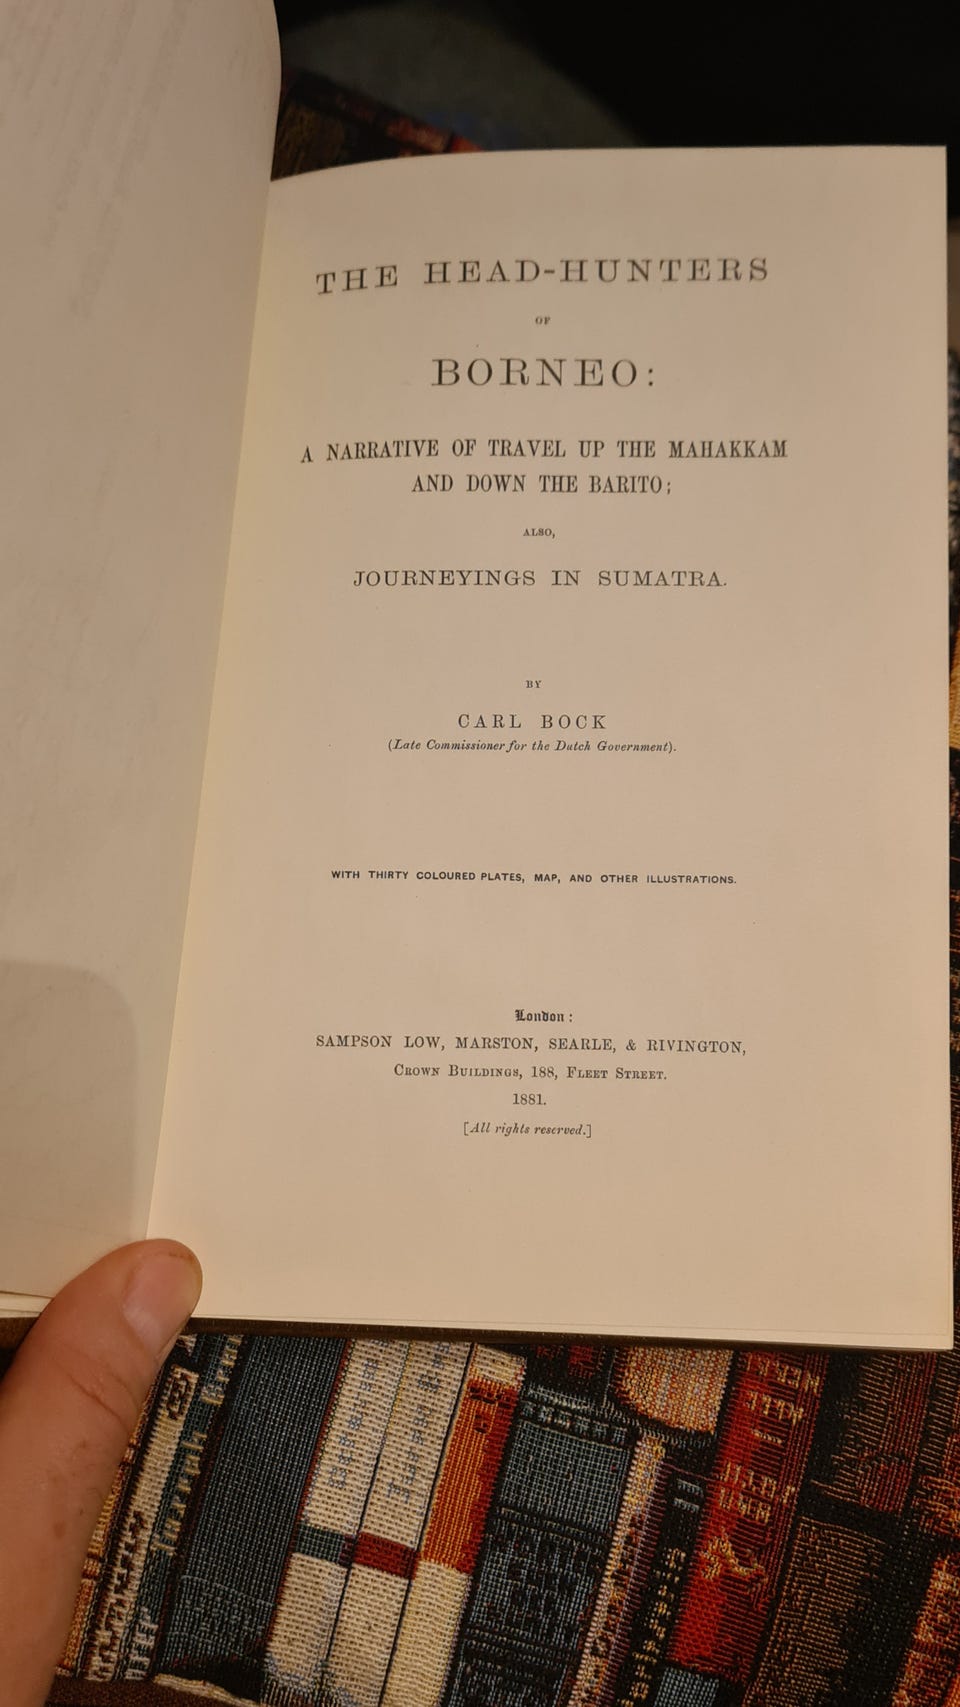 THE HEAD-HUNTERS
OF
BORNEO:
A NARRATIVE OF TRAVEL UP THE MAHAKKAM
AND DOWN THE BARITO;
ALSO,
JOURNEYINGS IN SUMATRA.
BY
CARL BOCK
(Late Commissioner for the Dutch Government).
WITH THIRTY COLOURED PLATES, MAP, AND OTHER ILLUSTRATIONS.
London:
SAMPSON LOW, MARSTON, SEARLE, & RIVINGTON,
CROWN BUILDINGS, 188, FLEET STREET.
1881.
[All rights reserved.]